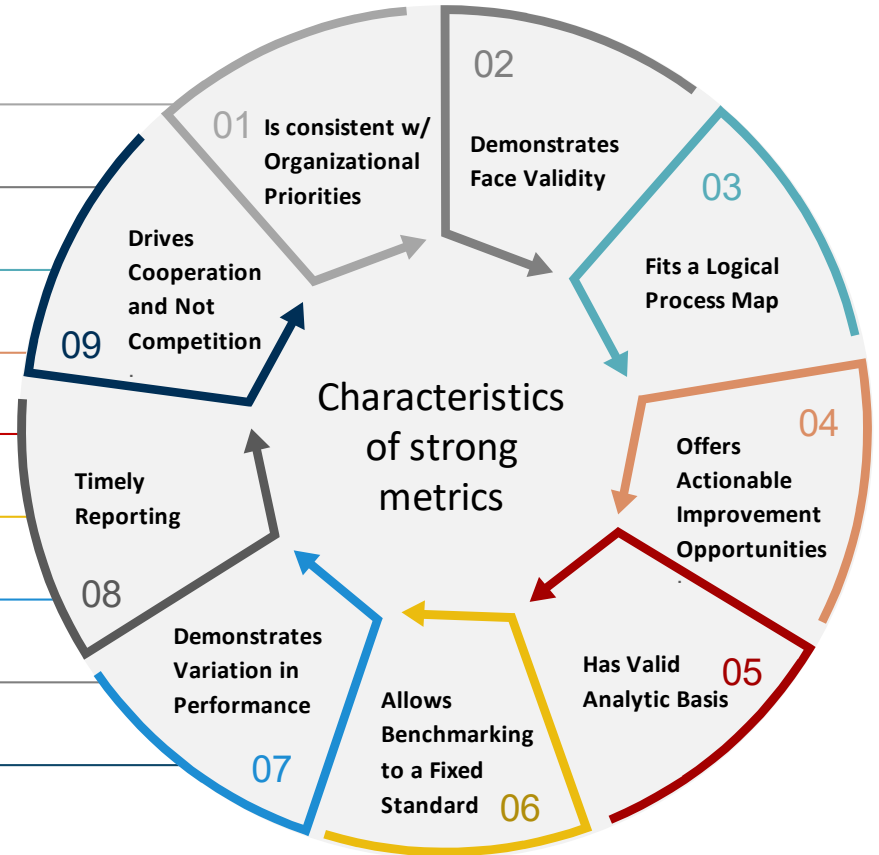 Characteristics
of strong
metrics
01
Is consistent w/
Organizational
Priorities
02
Demonstrates
Face Validity
03
Fits a Logical
Process Map
04
Offers
Actionable
Improvement
Opportunities
.
05
Has Valid
Analytic Basis
06
Allows
Benchmarking
to a Fixed
Standard
07
Demonstrates
Variation in
Performance
08
Timely
Reporting
09
Drives
Cooperation
and Not
Competition
.